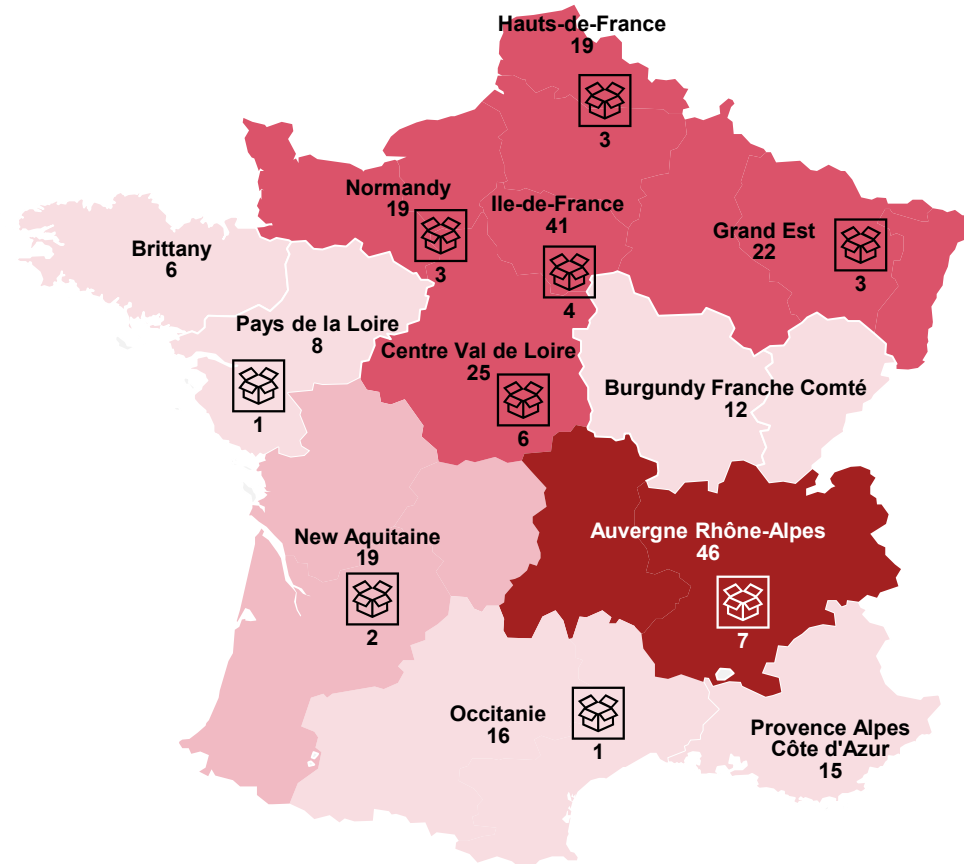 Hauts-de-France
19
3
Normandy
19
3
Ile-de-France
41
4
Grand Est
22
3
Brittany
6
Pays de la Loire
8
1
Centre Val de Loire
25
6
Burgundy Franche Comté
12
New Aquitaine
19
2
Auvergne Rhône-Alpes
46
7
Occitanie
16
1
Provence Alpes
Côte d'Azur
15